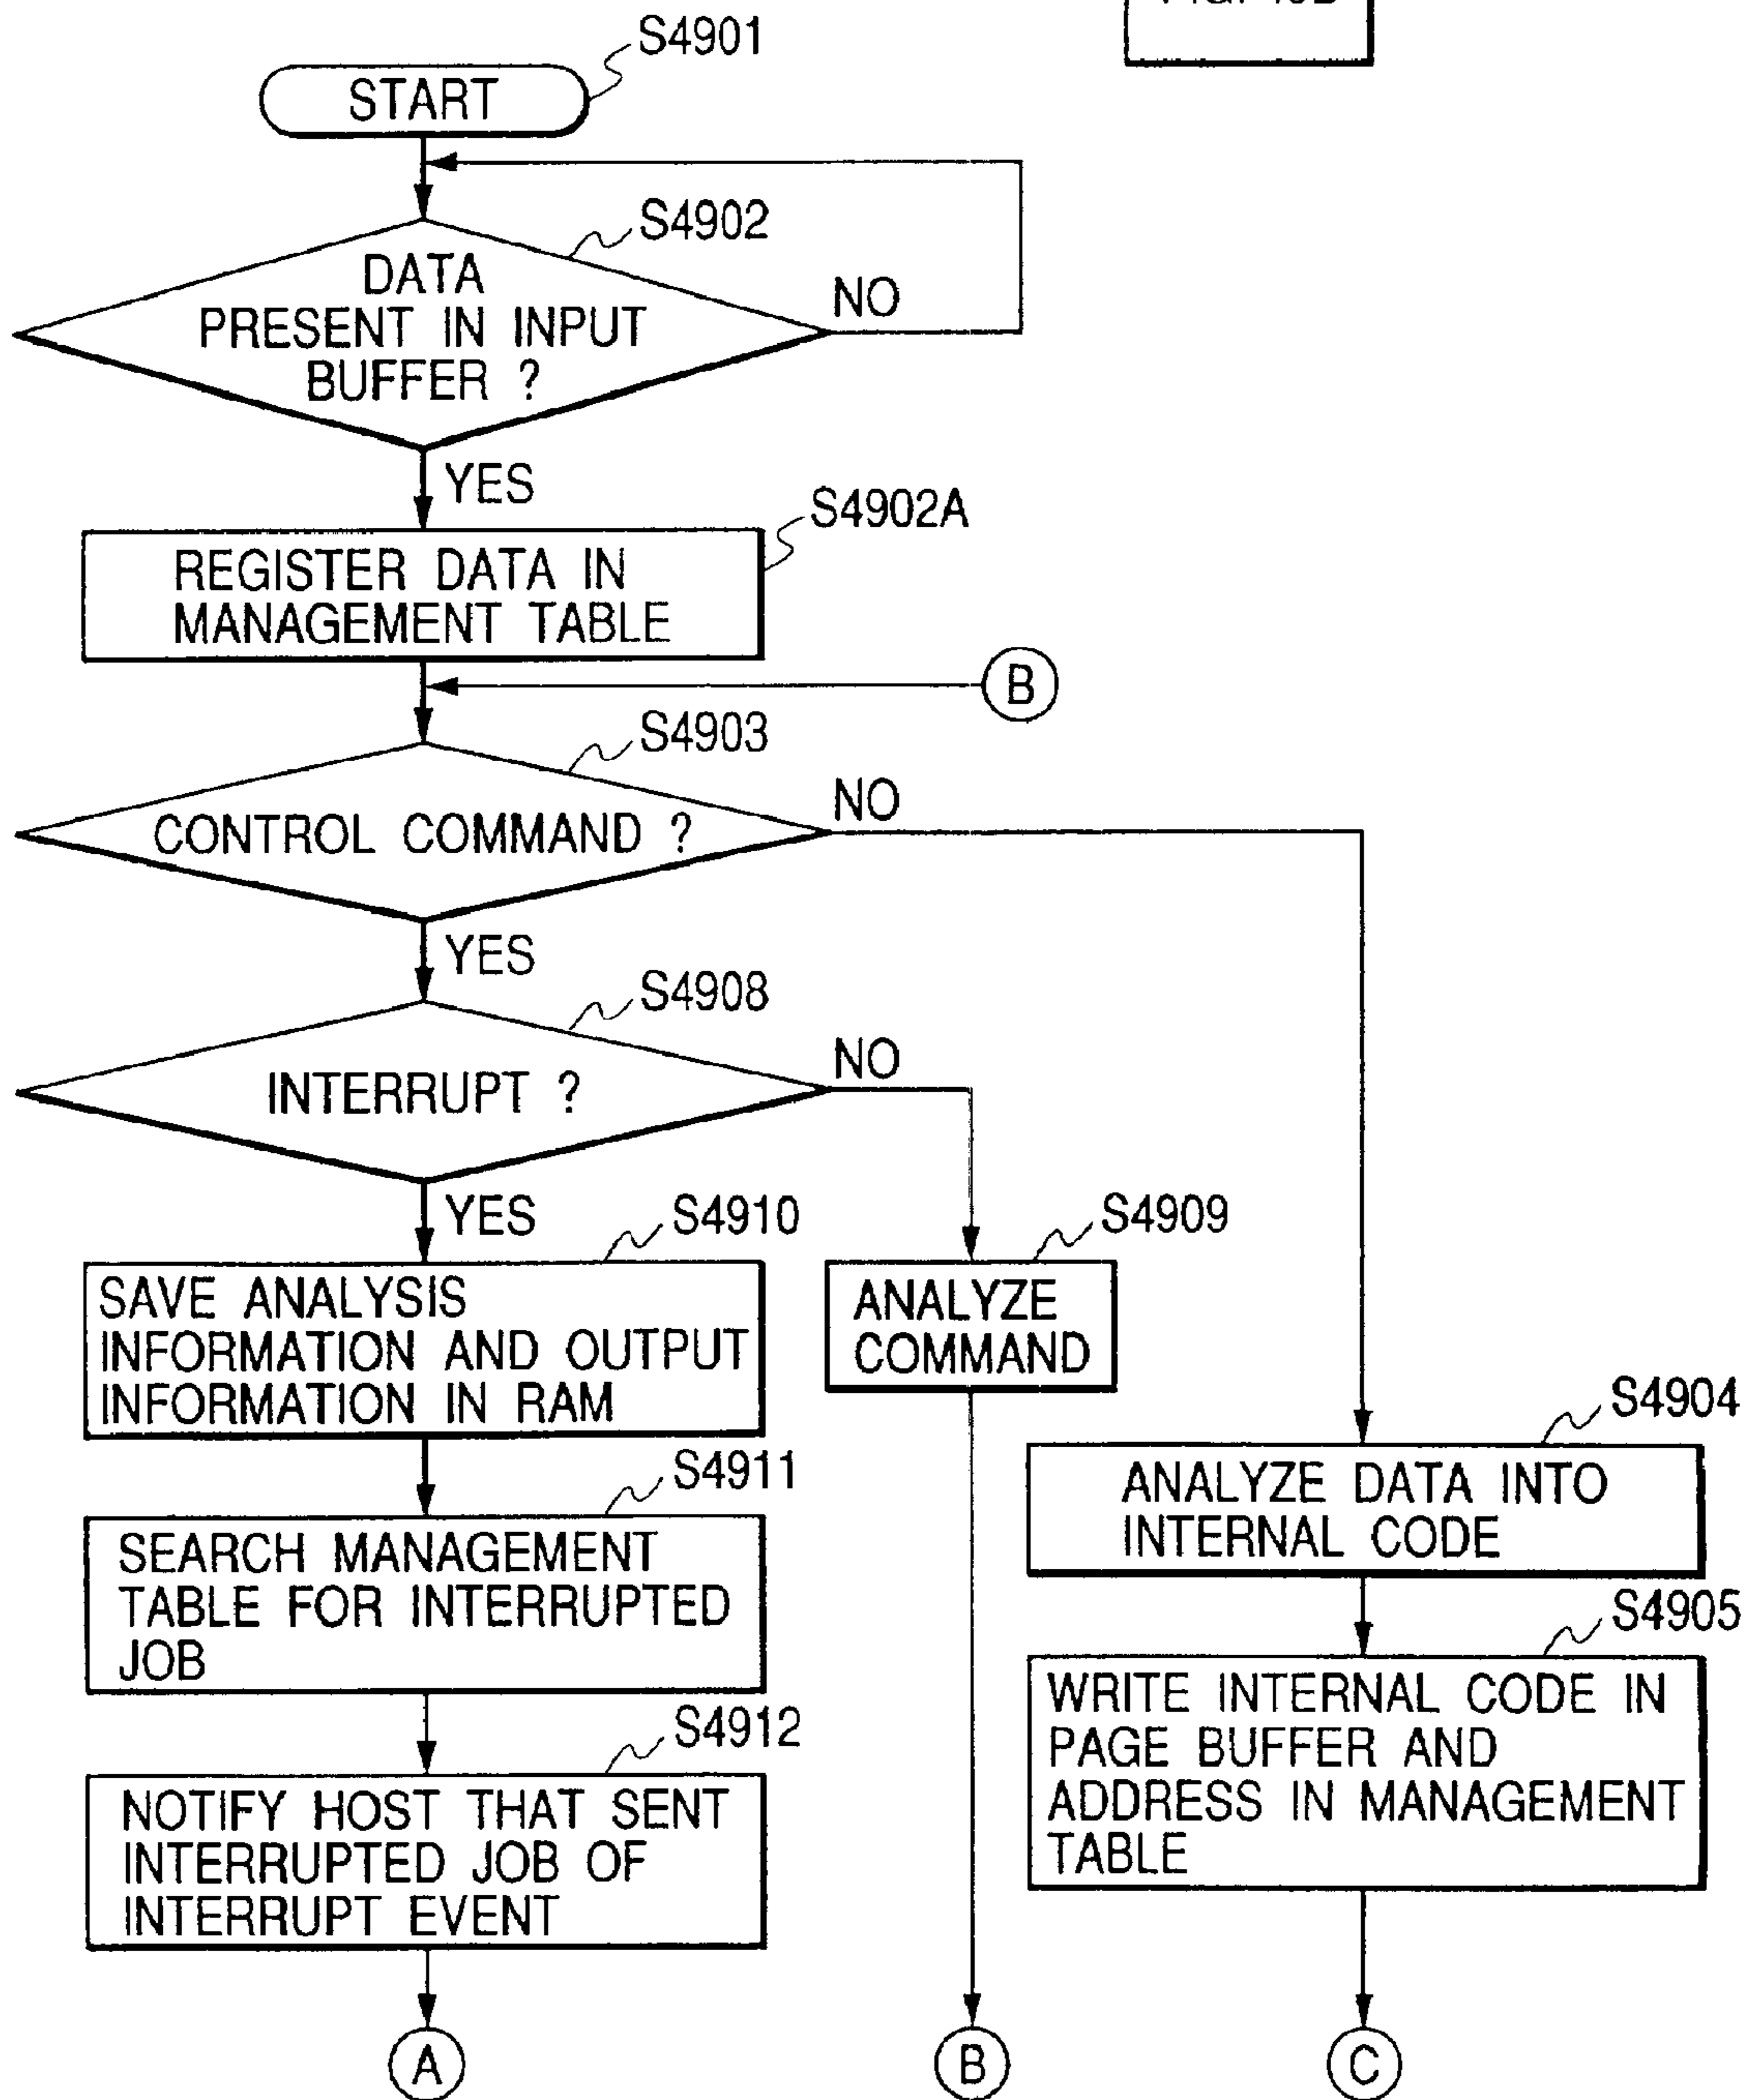 S4901
START
S4902
DATA
PRESENT IN INPUT
BUFFER ?
NO
YES
S4902A
REGISTER DATA IN
MANAGEMENT TABLE
B
S4903
CONTROL COMMAND ?
NO
YES
S4908
INTERRUPT ?
NO
YES
S4910
SAVE ANALYSIS
INFORMATION AND OUTPUT
INFORMATION IN RAM
S4909
ANALYZE
COMMAND
S4904
ANALYZE DATA INTO
INTERNAL CODE
S4911
SEARCH MANAGEMENT
TABLE FOR INTERRUPTED
JOB
S4905
WRITE INTERNAL CODE IN
PAGE BUFFER AND
ADDRESS IN MANAGEMENT
TABLE
S4912
NOTIFY HOST THAT SENT
INTERRUPTED JOB OF
INTERRUPT EVENT
A
B
C